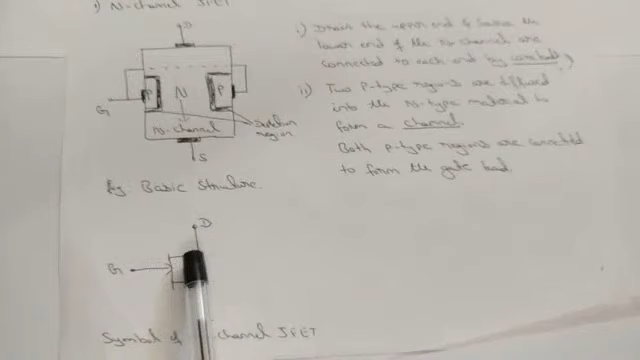 1) N-channel JFET
D
G
P
N
P
N-channel
depletion
region
S
fig: Basic Structure.
i) Drain the upper end & Source the
lower end of the N-channel are
connected to each end by
ii) Two P-type regions are diffused
into the N-type material to
form a channel.
Both P-type regions are connected
to form the gate lead.
D
G
Symbol of channel JFET